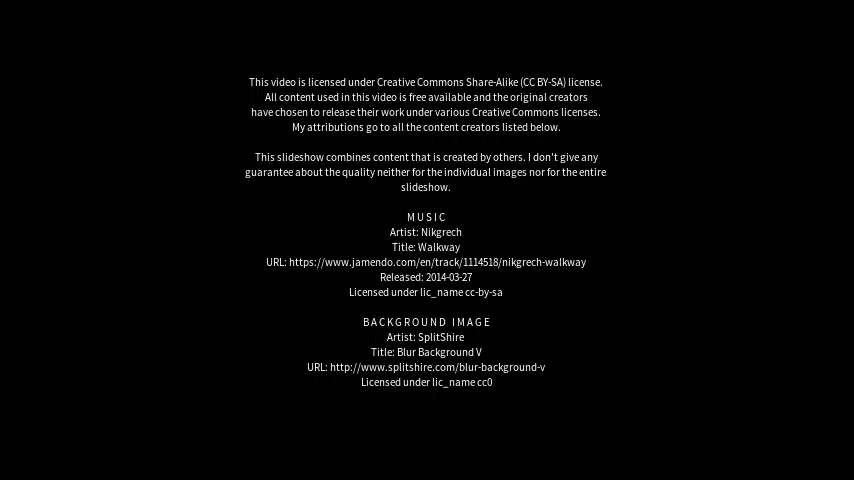 This video is licensed under Creative Commons Share-Alike (CC BY-SA) license.
All content used in this video is free available and the original creators
have chosen to release their work under various Creative Commons licenses.
My attributions go to all the content creators listed below.
This slideshow combines content that is created by others. I don't give any
guarantee about the quality neither for the individual images nor for the entire
slideshow.
MUSIC
Artist: Nikgrech
Title: Walkway
URL: https://www.jamendo.com/en/track/1114518/nikgrech-walkway
Released: 2014-03-27
Licensed under lic_name cc-by-sa
BACKGROUND IMAGE
Artist: SplitShire
Title: Blur Background V
URL: http://www.splitshire.com/blur-background-v
Licensed under lic_name cc0